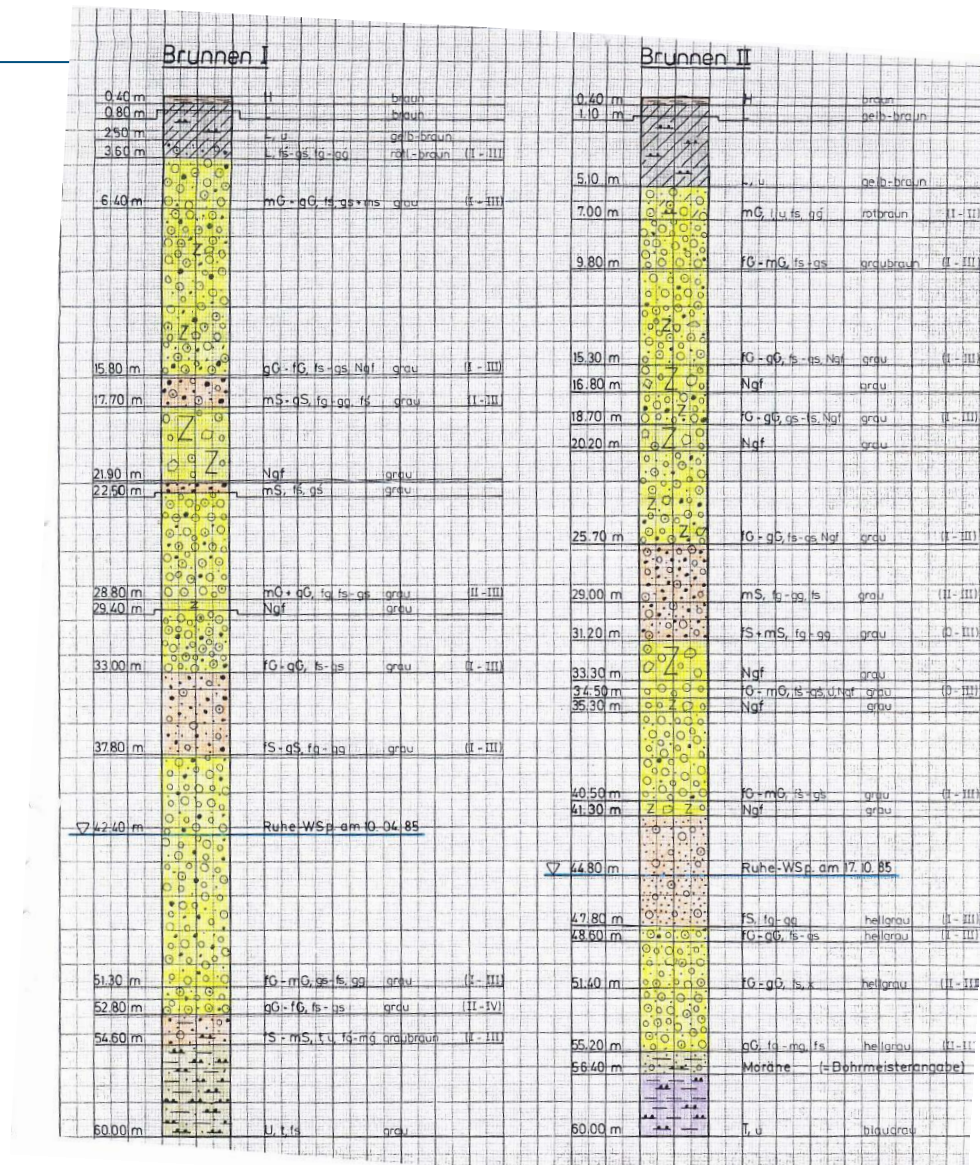 Brunnen I
0.40 m H braun
0.80 m L braun
2.50 m L, u gelb-braun
3.60 m L, fs-gs, fg-gg rötl.-braun (I - III)
6.40 m mG - gG, fs, gs+ms grau (I - III)
15.80 m gG - fG, fs-gs, Ngf grau (I - III)
17.70 m mS - gS, fg-gg, fs grau (II-III)
21.90 m Ngf grau
22.50 m mS, fs, gs grau
28.80 m mG + gG, fg, fs-gs grau (II-III)
29.40 m Ngf grau
33.00 m fG - gG, fs-gs grau (I - III)
37.80 m fS - gS, fg - gg grau (I - III)
42.40 m Ruhe-WSp. am 10. 04. 85
51.30 m fG - mG, gs-fs, gg grau (I - III)
52.80 m gG - fG, fs - gs grau (II-IV)
54.60 m fS - mS, t, u, fg-mg graubraun (I - III)
60.00 m U, t, fs grau
Brunnen II
0.40 m H braun
1.10 m L gelb-braun
5.10 m L, u gelb-braun
7.00 m mG, l, u, fs, gg rotbraun (II - III)
9.80 m fG - mG, fs - gs graubraun (I - III)
15.30 m fG - gG, fs - gs, Ngf grau (I - III)
16.80 m Ngf grau
18.70 m fG - gG, gs - fs, Ngf grau (I - III)
20.20 m Ngf grau
25.70 m fG - gG, fs - gs, Ngf grau (I - III)
29.00 m mS, fg - gg, fs grau (II-III)
31.20 m fS + mS, fg - gg grau (0 - III)
33.30 m Ngf grau
34.50 m fG - mG, fs - gs, u, Ngf grau (0 - III)
35.30 m Ngf grau
40.50 m fG - mG, fs - gs grau (I - III)
41.30 m Ngf grau
44.80 m Ruhe-WSp. am 17. 10. 85
47.80 m fS, fg - gg hellgrau (I - III)
48.60 m fG - gG, fs - gs hellgrau (I - III)
51.40 m fG - gG, fs, x hellgrau (II - III
55.20 m gG, fg - mg, fs hellgrau
56.40 m Moräne (= Bohrmeisterangabe)
60.00 m T, u blaugrau